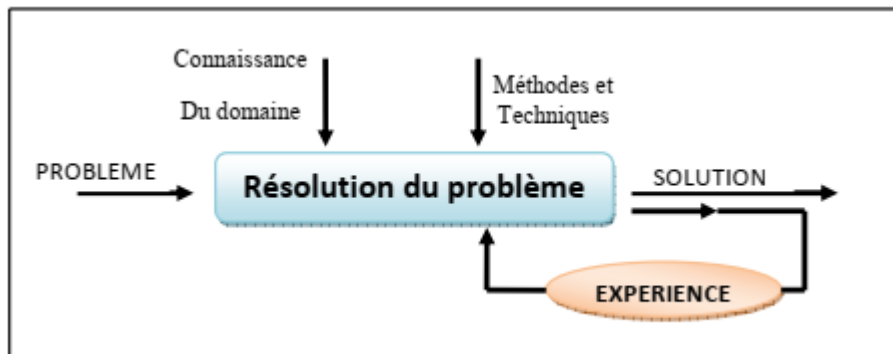 Connaissance
Du domaine
Méthodes et
Techniques
PROBLEME
Résolution du problème
SOLUTION
EXPERIENCE